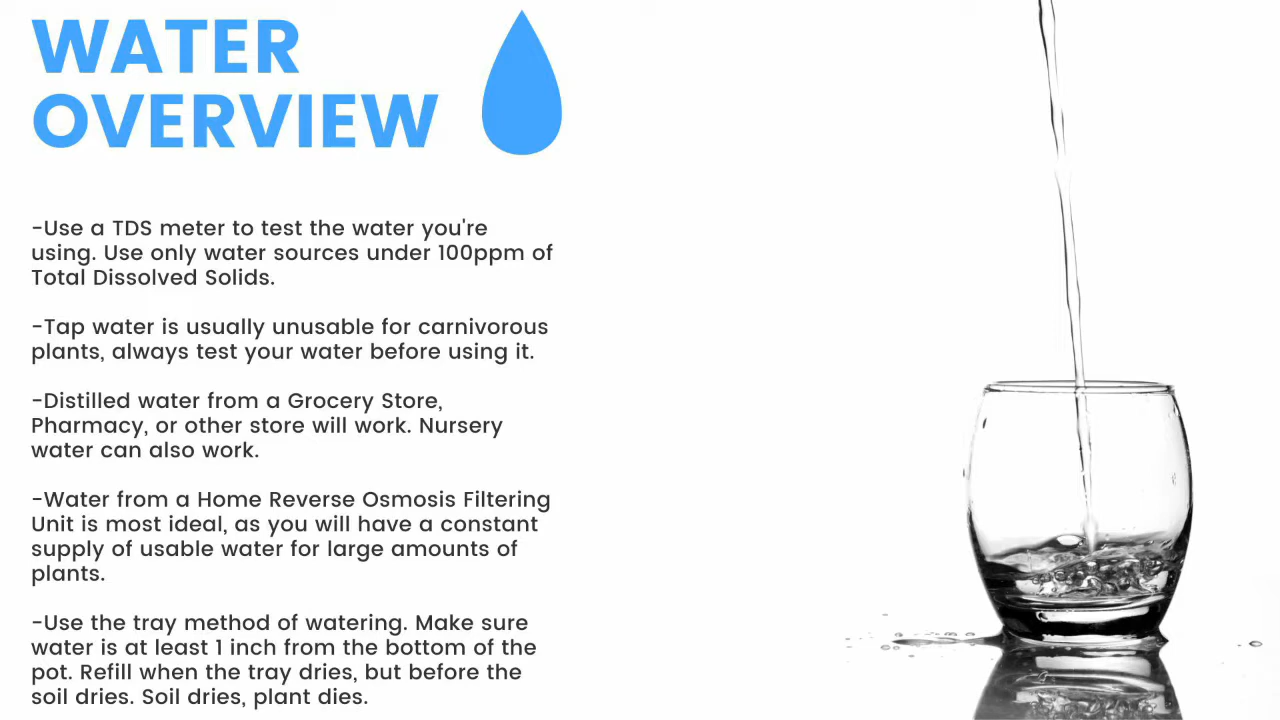 WATER
OVERVIEW
-Use a TDS meter to test the water you're
using. Use only water sources under 100ppm of
Total Dissolved Solids.
-Tap water is usually unusable for carnivorous
plants, always test your water before using it.
-Distilled water from a Grocery Store,
Pharmacy, or other store will work. Nursery
water can also work.
-Water from a Home Reverse Osmosis Filtering
Unit is most ideal, as you will have a constant
supply of usable water for large amounts of
plants.
-Use the tray method of watering. Make sure
water is at least 1 inch from the bottom of the
pot. Refill when the tray dries, but before the
soil dries. Soil dries, plant dies.